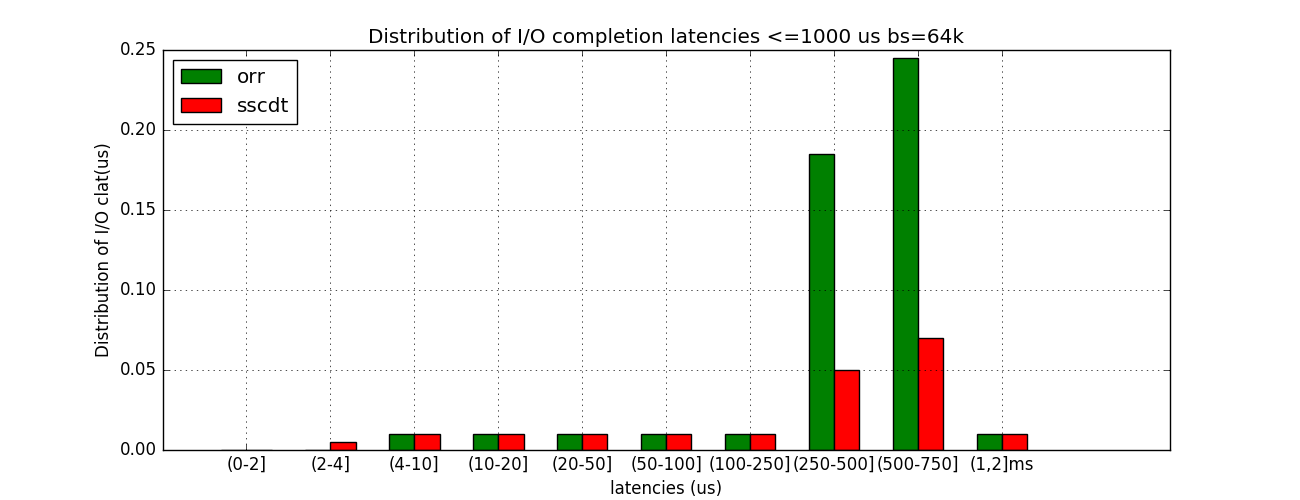 Distribution of I/O completion latencies <=1000 us bs=64k
0.25
0.20
0.15
0.10
0.05
0.00
Distribution of I/O clat(us)
orr
sscdt
(0-2] (2-4] (4-10] (10-20] (20-50] (50-100] (100-250] (250-500] (500-750] (1,2]ms
latencies (us)